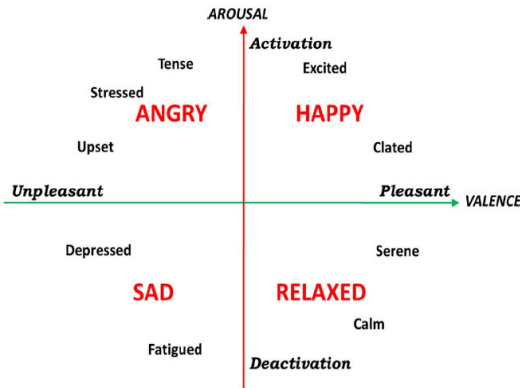 AROUSAL
Activation
Tense
Excited
Stressed
ANGRY
HAPPY
Upset
Clated
Unpleasant
Pleasant
VALENCE
Depressed
Serene
SAD
RELAXED
Calm
Fatigued
Deactivation